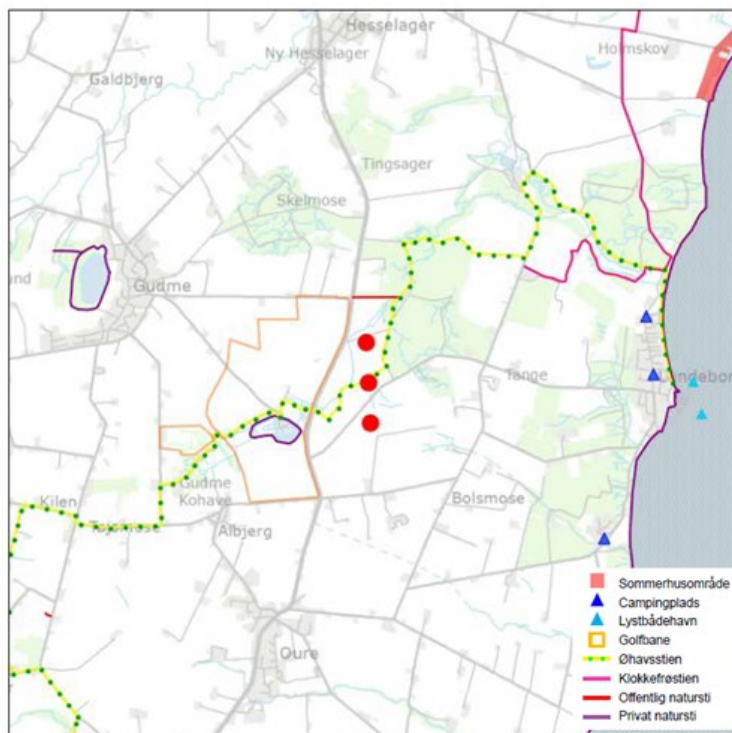 Hesselager
Ny Hesselager
Holmskov
Galdbjerg
Tingsager
Skelmose
Gudme
Tange
Gudme
Kohave
Bolsmose
Kilen
Albjerg
Oure
Sommerhusområde
Campingplads
Lystbådehavn
Golfbane
Øhavsstien
Klokkefrøstien
Offentlig natursti
Privat natursti